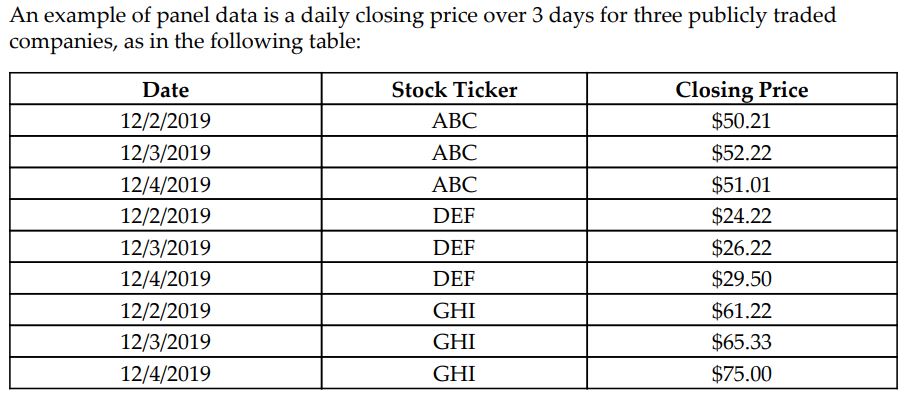 An example of panel data is a daily closing price over 3 days for three publicly traded
companies, as in the following table:
Date Stock Ticker Closing Price
12/2/2019 ABC $50.21
12/3/2019 ABC $52.22
12/4/2019 ABC $51.01
12/2/2019 DEF $24.22
12/3/2019 DEF $26.22
12/4/2019 DEF $29.50
12/2/2019 GHI $61.22
12/3/2019 GHI $65.33
12/4/2019 GHI $75.00